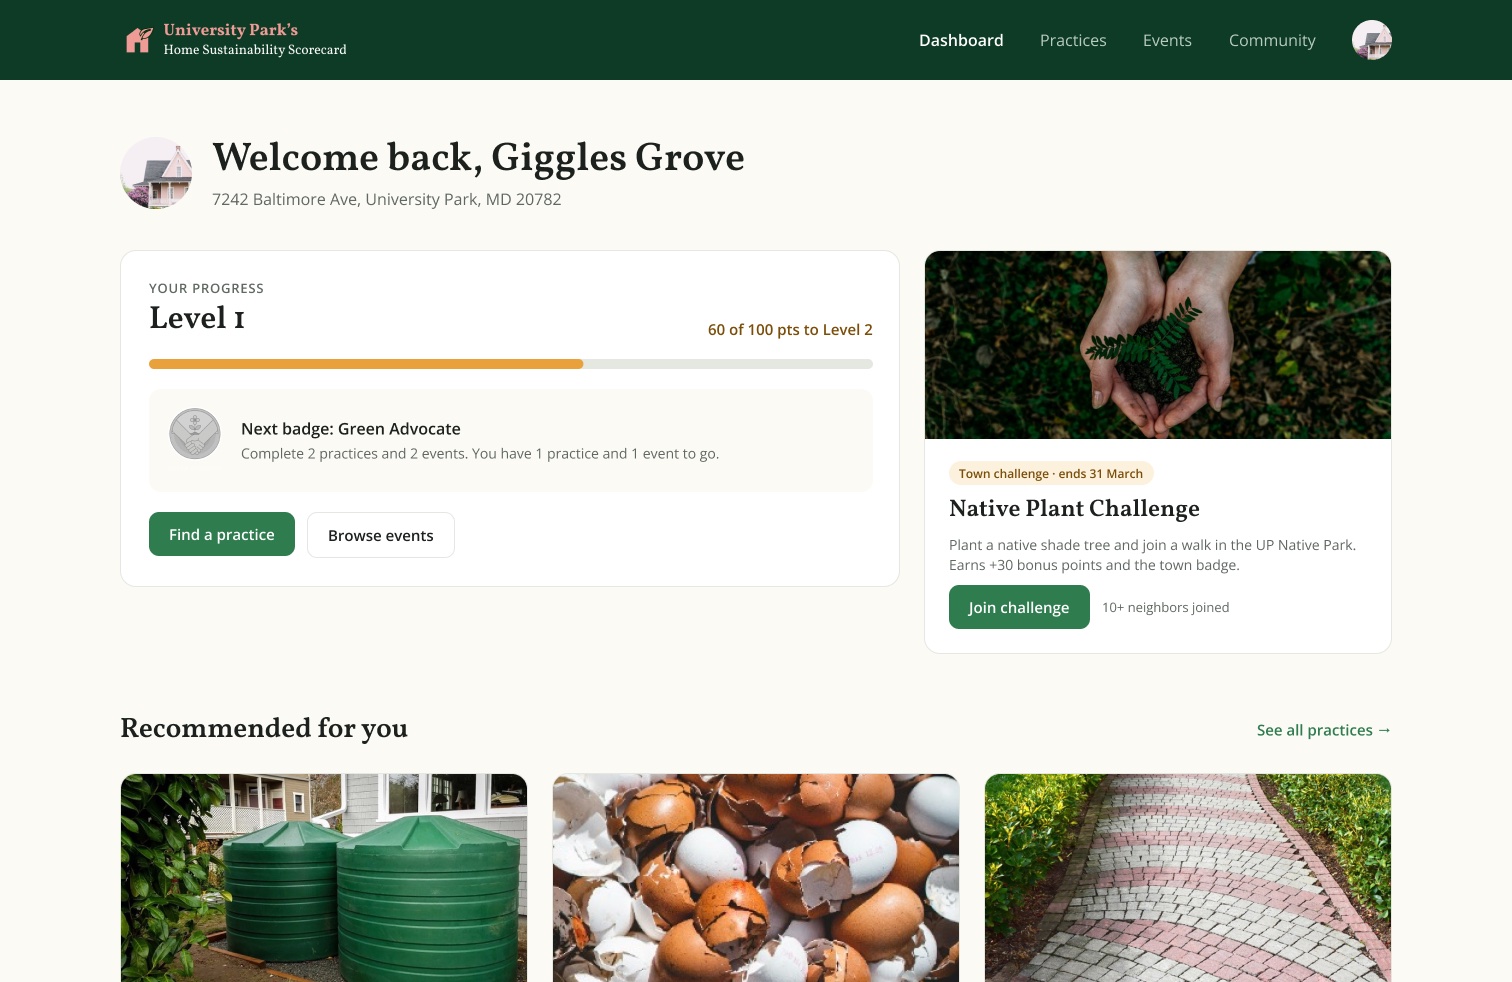 University Park's
Home Sustainability Scorecard
Dashboard
Practices
Events
Community
Welcome back, Giggles Grove
7242 Baltimore Ave, University Park, MD 20782
YOUR PROGRESS
Level 1
60 of 100 pts to Level 2
Next badge: Green Advocate
Complete 2 practices and 2 events. You have 1 practice and 1 event to go.
Find a practice
Browse events
Town challenge · ends 31 March
Native Plant Challenge
Plant a native shade tree and join a walk in the UP Native Park.
Earns +30 bonus points and the town badge.
Join challenge
10+ neighbors joined
Recommended for you
See all practices →